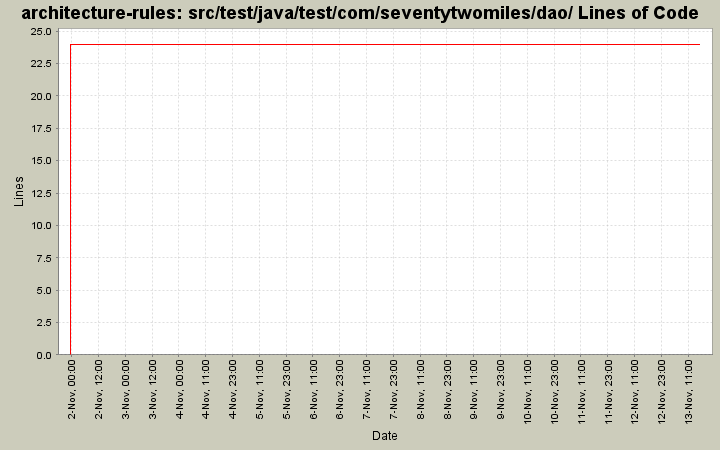 architecture-rules: src/test/java/test/com/seventytwomiles/dao/ Lines of Code
25.0
22.5
20.0
17.5
15.0
12.5
10.0
7.5
5.0
2.5
0.0
Lines
2-Nov, 00:00
2-Nov, 12:00
3-Nov, 00:00
3-Nov, 12:00
4-Nov, 00:00
4-Nov, 11:00
4-Nov, 23:00
5-Nov, 11:00
5-Nov, 23:00
6-Nov, 11:00
6-Nov, 23:00
7-Nov, 11:00
7-Nov, 23:00
8-Nov, 11:00
8-Nov, 23:00
9-Nov, 11:00
9-Nov, 23:00
10-Nov, 11:00
10-Nov, 23:00
11-Nov, 11:00
11-Nov, 23:00
12-Nov, 11:00
12-Nov, 23:00
13-Nov, 11:00
Date